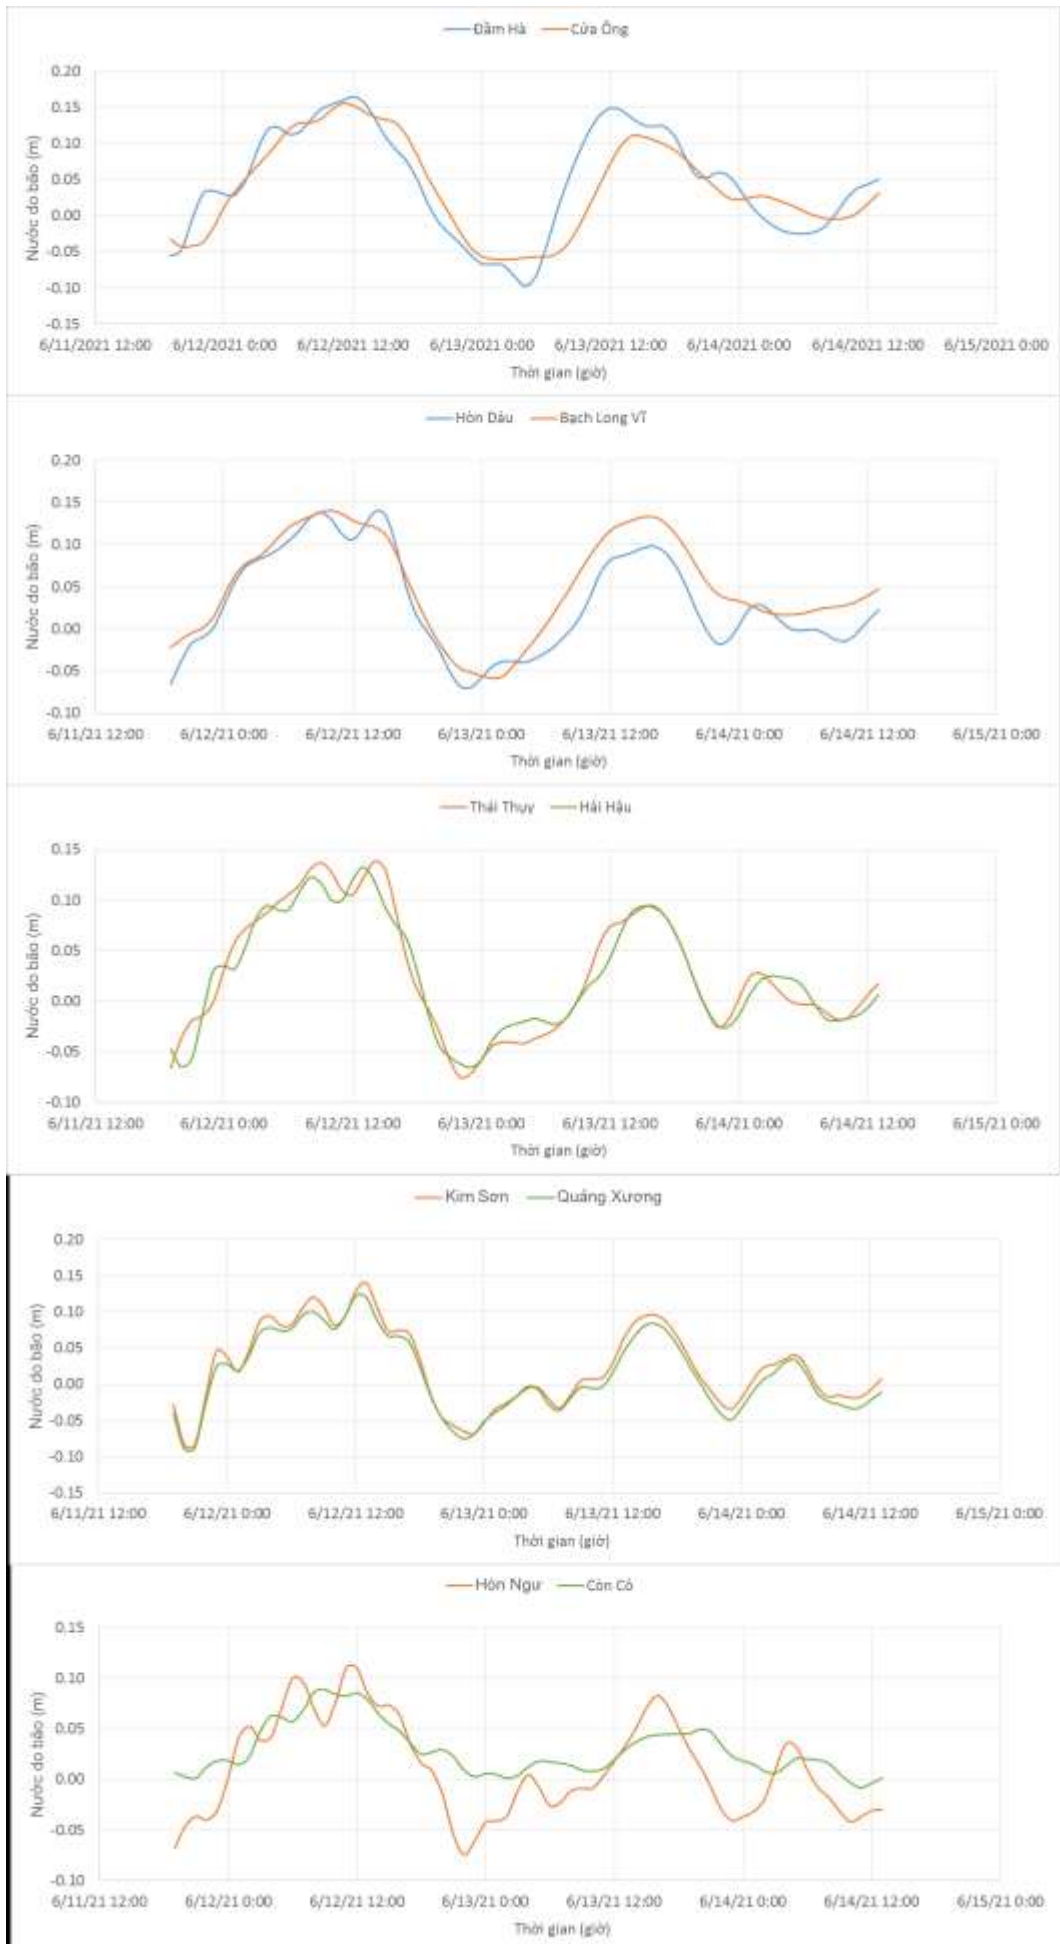 Đầm Hà Cửa Ông
0.20
0.15
0.10
0.05
0.00
-0.05
-0.10
-0.15
Nước do bão (m)
6/11/2021 12:00 6/12/2021 0:00 6/12/2021 12:00 6/13/2021 0:00 6/13/2021 12:00 6/14/2021 0:00 6/14/2021 12:00 6/15/2021 0:00
Thời gian (giờ)
Hòn Dáu Bạch Long Vĩ
0.20
0.15
0.10
0.05
0.00
-0.05
-0.10
Nước do bão (m)
6/11/21 12:00 6/12/21 0:00 6/12/21 12:00 6/13/21 0:00 6/13/21 12:00 6/14/21 0:00 6/14/21 12:00 6/15/21 0:00
Thời gian (giờ)
Thái Thụy Hải Hậu
0.15
0.10
0.05
0.00
-0.05
-0.10
Nước do bão (m)
6/11/21 12:00 6/12/21 0:00 6/12/21 12:00 6/13/21 0:00 6/13/21 12:00 6/14/21 0:00 6/14/21 12:00 6/15/21 0:00
Thời gian (giờ)
Kim Sơn Quảng Xương
0.20
0.15
0.10
0.05
0.00
-0.05
-0.10
-0.15
Nước do bão (m)
6/11/21 12:00 6/12/21 0:00 6/12/21 12:00 6/13/21 0:00 6/13/21 12:00 6/14/21 0:00 6/14/21 12:00 6/15/21 0:00
Thời gian (giờ)
Hòn Ngư Cồn Cỏ
0.15
0.10
0.05
0.00
-0.05
-0.10
Nước do bão (m)
6/11/21 12:00 6/12/21 0:00 6/12/21 12:00 6/13/21 0:00 6/13/21 12:00 6/14/21 0:00 6/14/21 12:00 6/15/21 0:00
Thời gian (giờ)